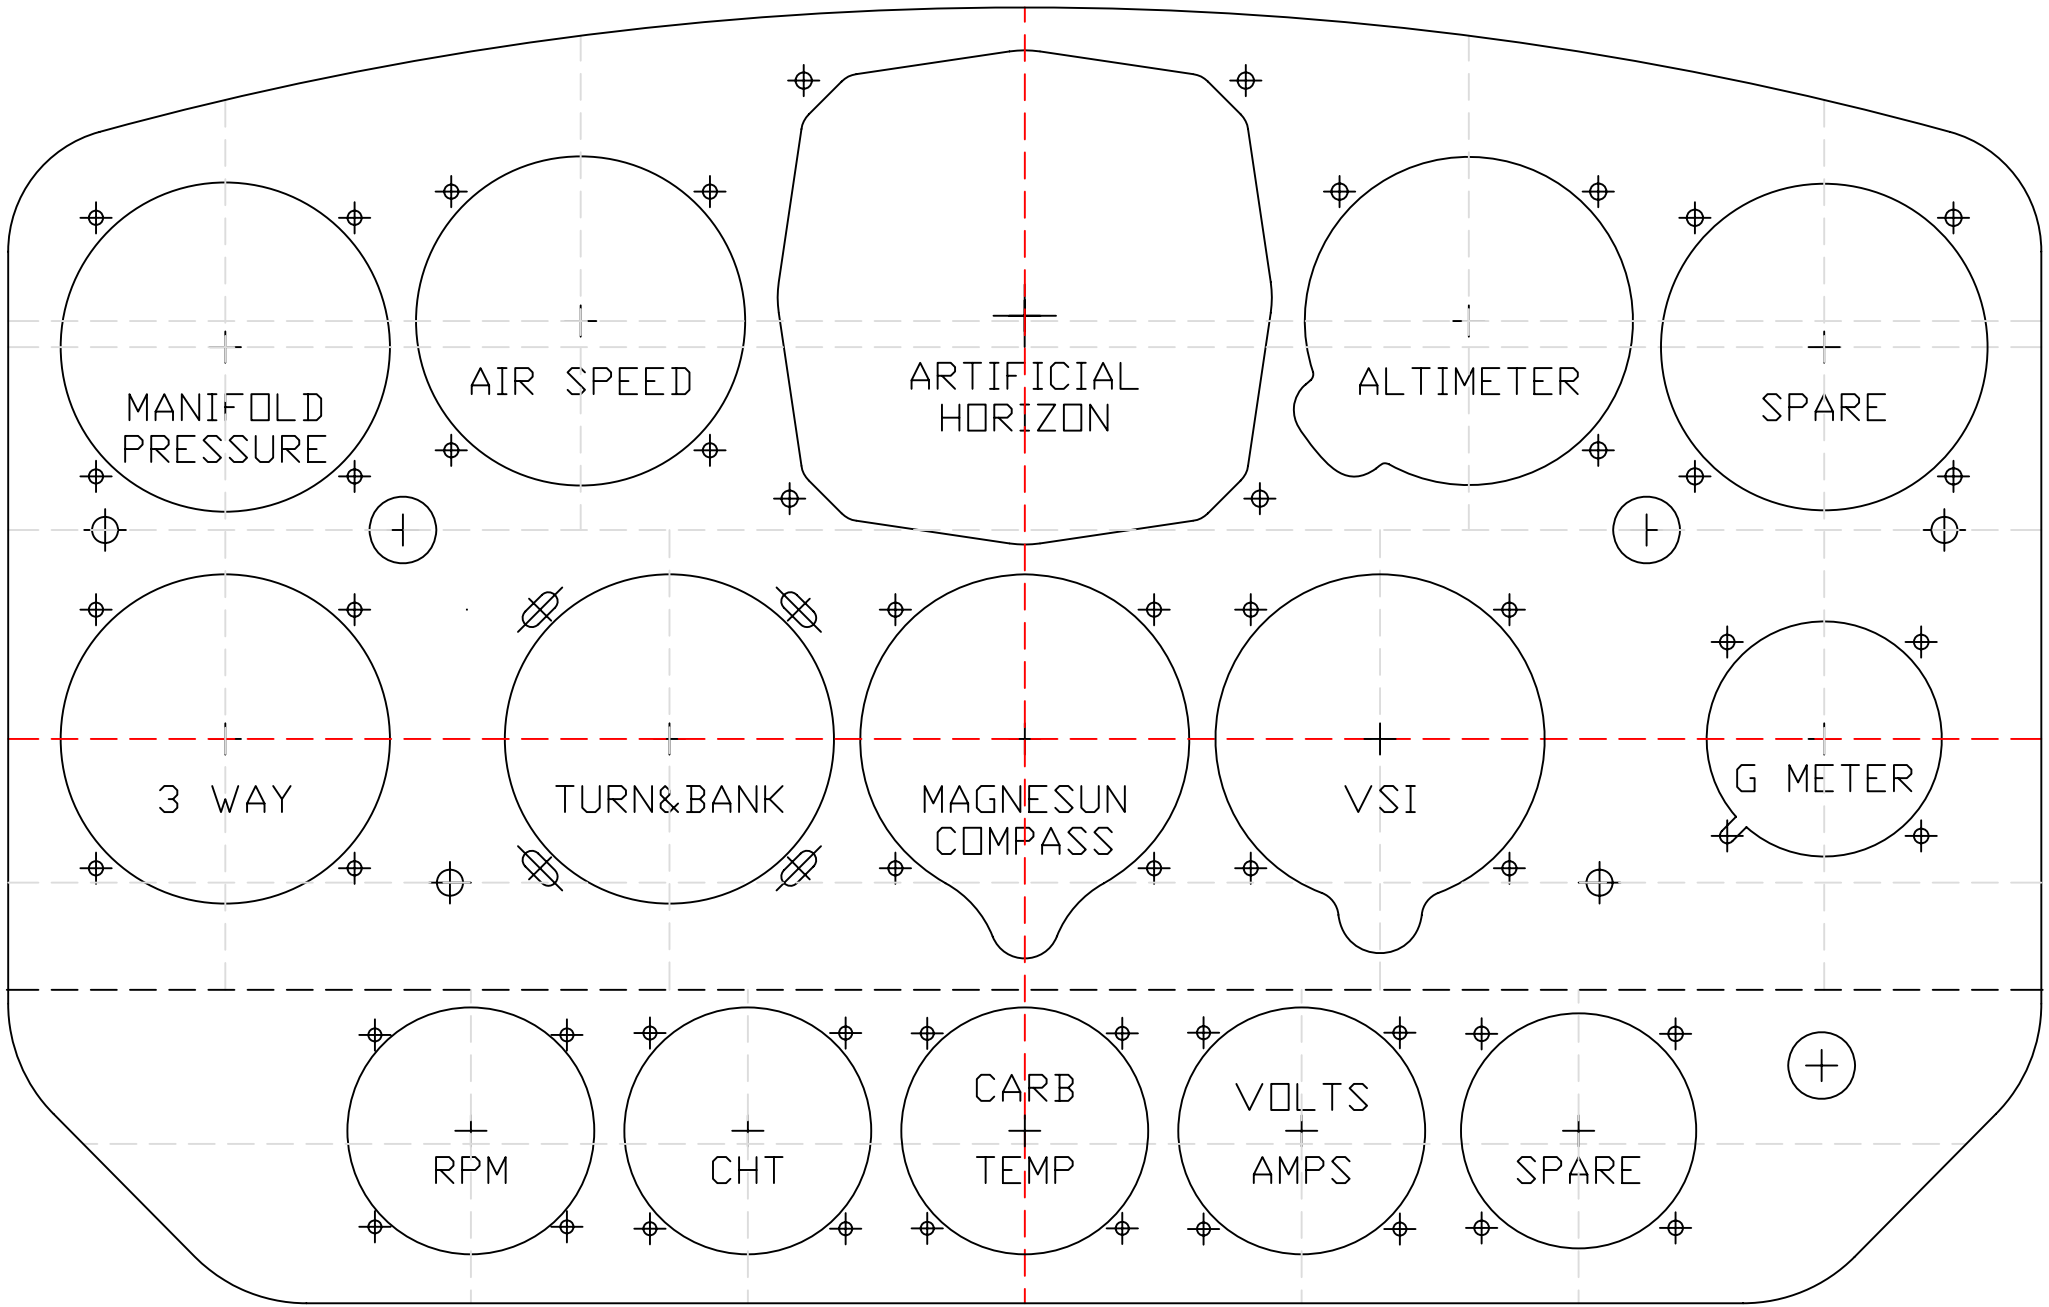 AIR SPEED
ARTIFICIAL
HORIZON
ALTIMETER
MANIFOLD
PRESSURE
SPARE
3 WAY
TURN&BANK
MAGNESUN
COMPASS
VSI
G METER
RPM
CHT
CARB
TEMP
VOLTS
AMPS
SPARE